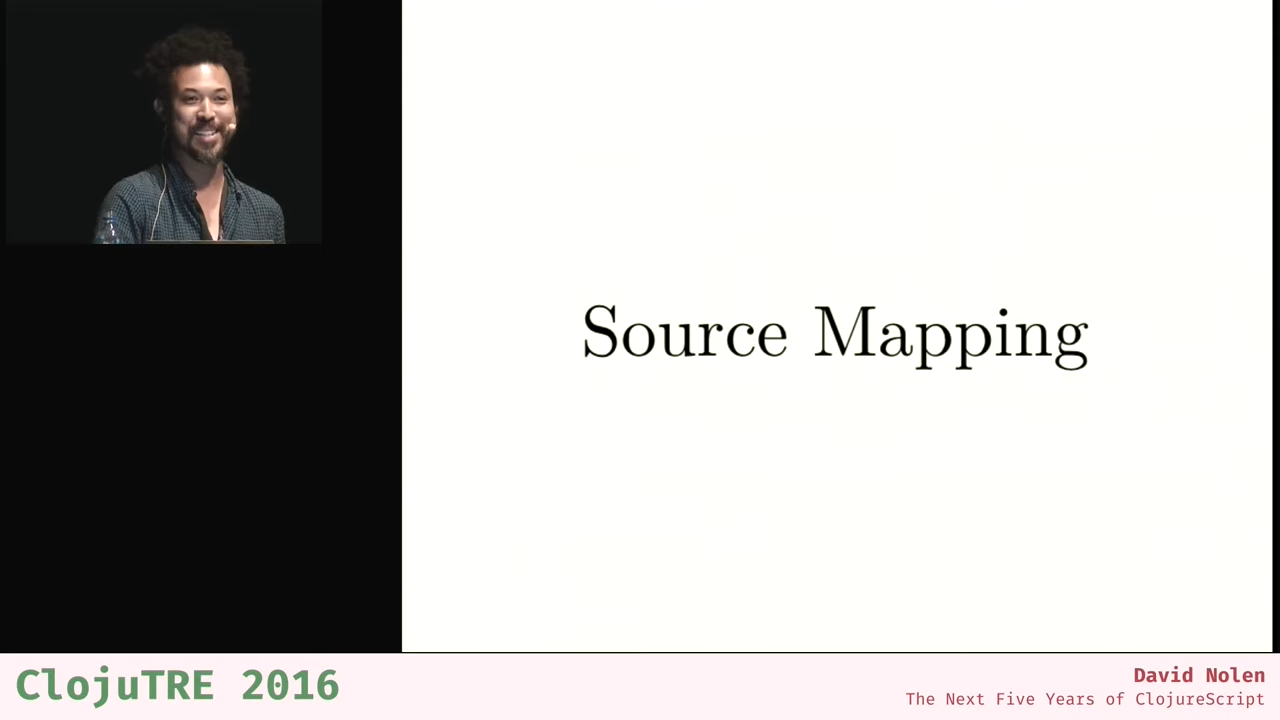 Source Mapping
ClojuTRE 2016
David Nolen
The Next Five Years of ClojureScript